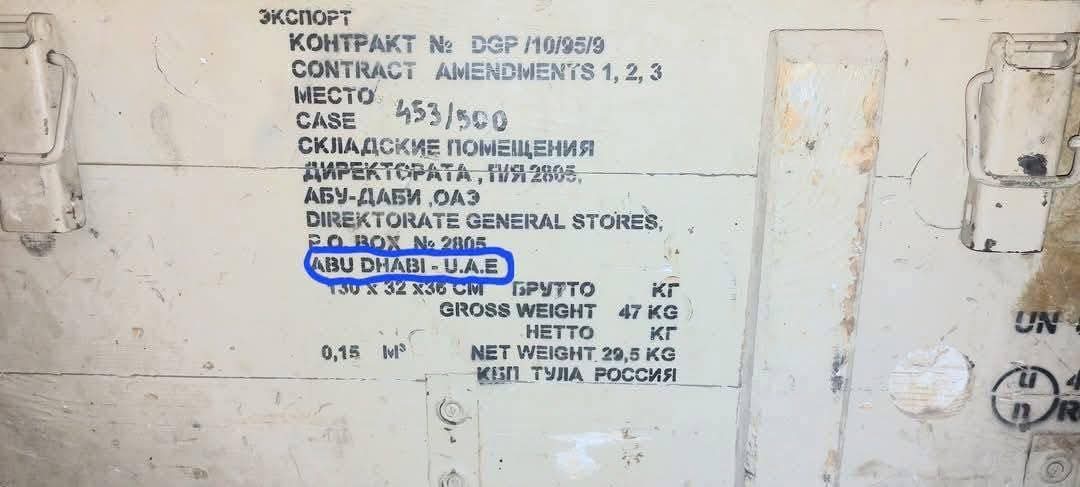 ЭКСПОРТ
КОНТРАКТ № DGP /10/95/9
CONTRACT AMENDMENTS 1, 2, 3
МЕСТО
CASE 453/500
СКЛАДСКИЕ ПОМЕЩЕНИЯ
ДИРЕКТОРАТА , П/Я 2805,
АБУ-ДАБИ ,ОАЭ
DIREKTORATE GENERAL STORES,
P.O. BOX № 2805
ABU DHABI - U.A.E
130 x 32 x36 CM БРУТТО КГ
GROSS WEIGHT 47 KG
НЕТТО КГ
0,15 М³ NET WEIGHT 29,5 KG
КБП ТУЛА РОССИЯ
UN
u n 4
R